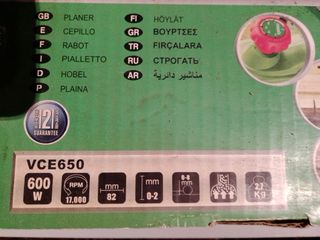 GB PLANER
E CEPILLO
F RABOT
I PIALLETTO
D HOBEL
P PLAINA
FI HÖYLÄT
GR ΒΟΥΡΤΣΕΣ
TR FIRÇALARA
RU СТРОГАТЬ
AR مناشير دائرية
2
GUARANTEE
VCE650
600 W
RPM 17.000
mm 82
mm 0-2
0-8 mm
2,7 Kg